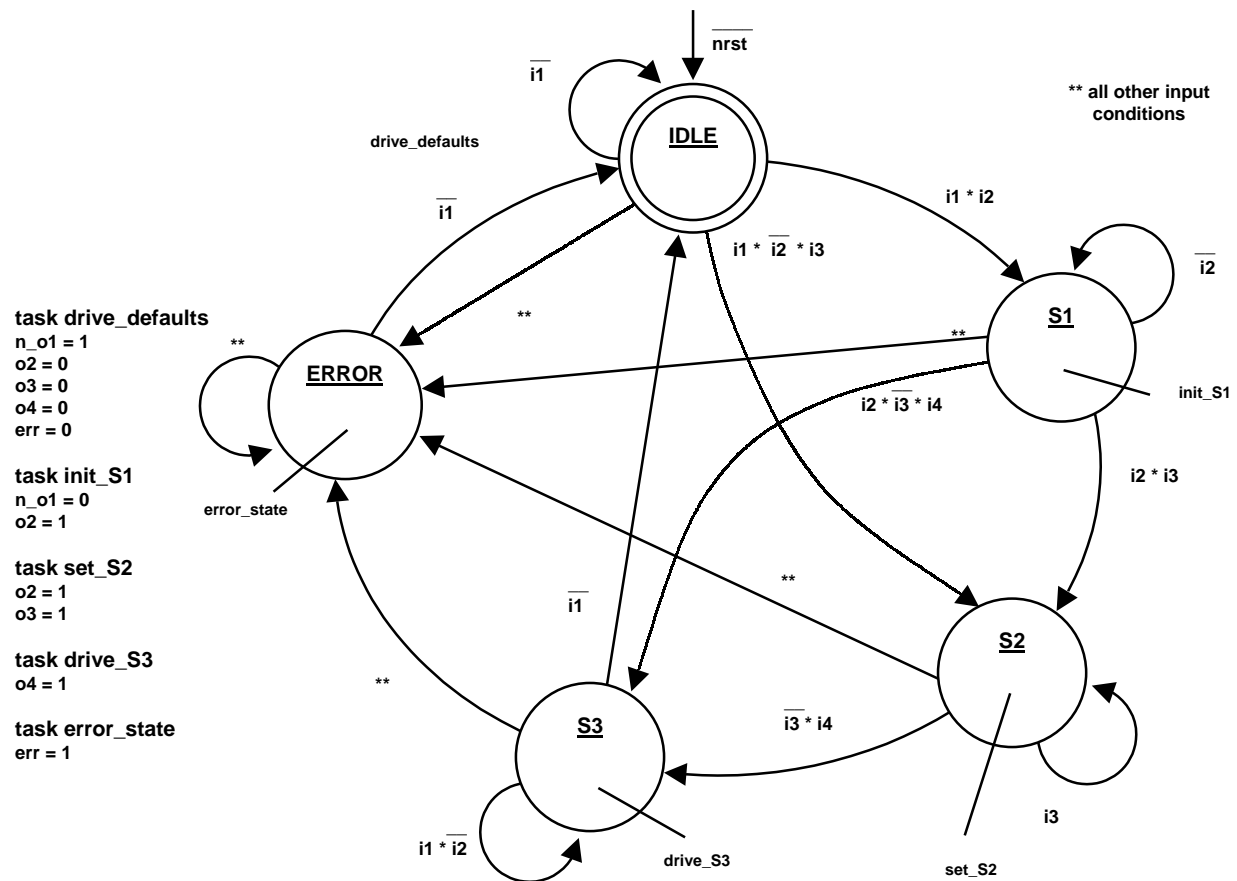 nrst
i1
** all other input
conditions
IDLE
drive_defaults
i1 * i2
i1
i1 * i2 * i3
i2
S1
**
**
ERROR
**
i2 * i3 * i4
init_S1
task drive_defaults
n_o1 = 1
o2 = 0
o3 = 0
o4 = 0
err = 0
task init_S1
n_o1 = 0
o2 = 1
task set_S2
o2 = 1
o3 = 1
task drive_S3
o4 = 1
task error_state
err = 1
error_state
i2 * i3
**
i1
S2
**
S3
i3 * i4
i3
i1 * i2
drive_S3
set_S2